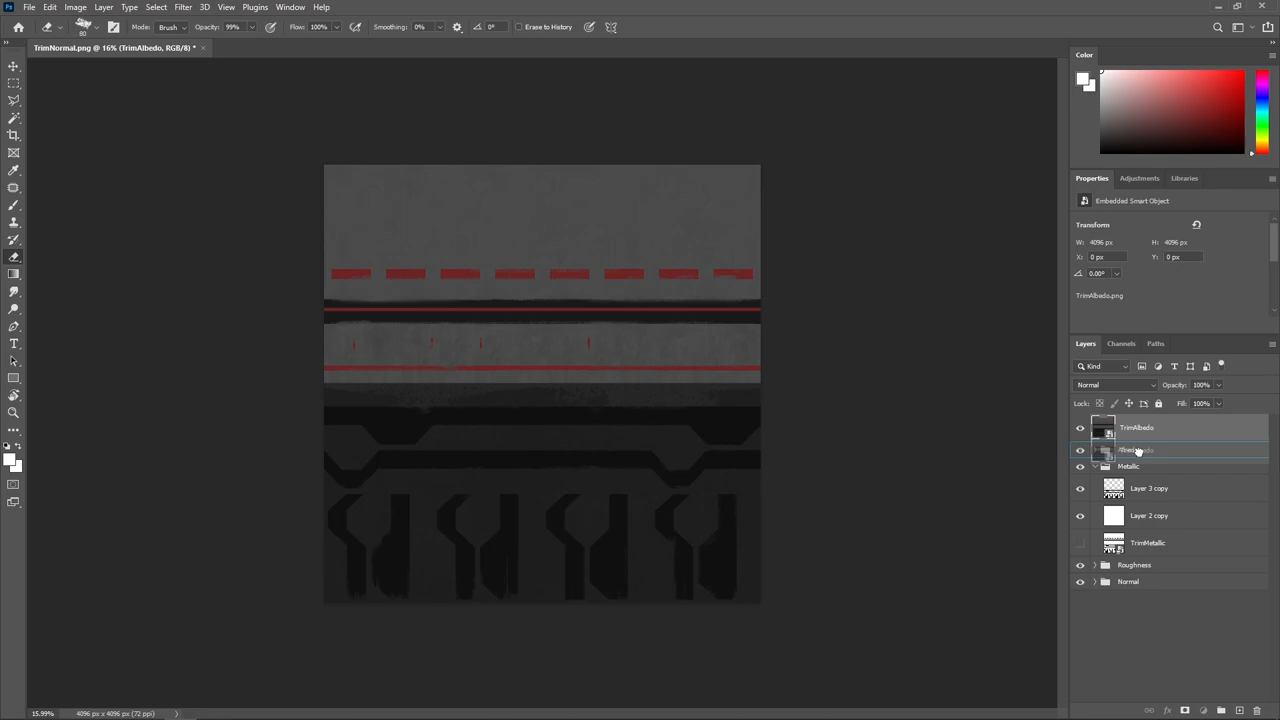 File Edit Image Layer Type Select Filter 3D View Plugins Window Help
80 Mode: Brush Opacity: 99% Flow: 100% Smoothing: 0% 0° Erase to History
TrimNormal.png @ 16% (TrimAlbedo, RGB/8) * ×
Color
Properties Adjustments Libraries
Embedded Smart Object
Transform
W: 4096 px H: 4096 px
X: 0 px Y: 0 px
0.00°
TrimAlbedo.png
Layers Channels Paths
Kind
Normal Opacity: 100%
Lock: Fill: 100%
TrimAlbedo
Metallic
Layer 3 copy
Layer 2 copy
TrimMetallic
Roughness
Normal
15.99% 4096 px x 4096 px (72 ppi)